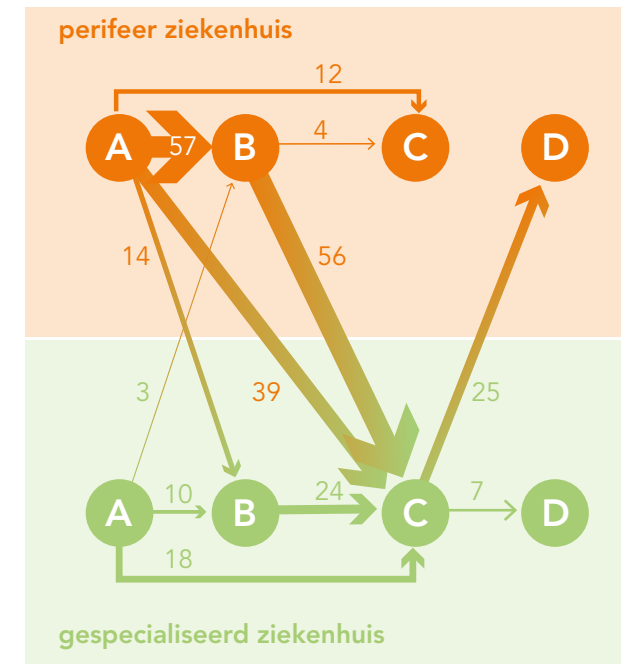 perifeer ziekenhuis
12
A 57 B 4 C D
14 56
3 39 25
A 10 B 24 C 7 D
18
gespecialiseerd ziekenhuis